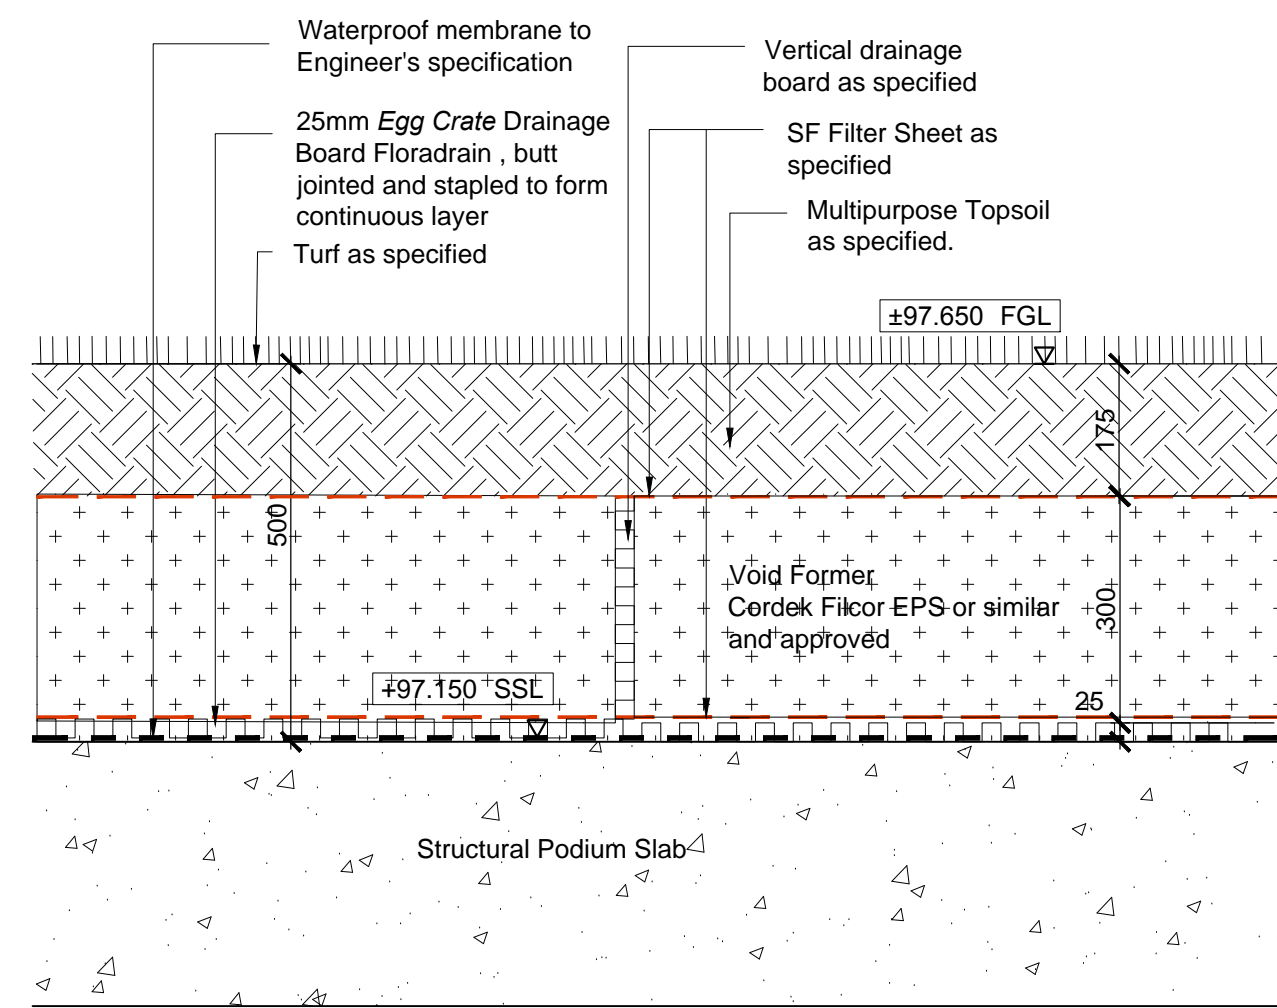 Waterproof membrane to
Engineer's specification
25mm Egg Crate Drainage
Board Floradrain , butt
jointed and stapled to form
continuous layer
Turf as specified
Vertical drainage
board as specified
SF Filter Sheet as
specified
Multipurpose Topsoil
as specified.
±97.650 FGL
175
500
Void Former
Cordek Filcor EPS or similar
and approved
300
+97.150 SSL
25
Structural Podium Slab